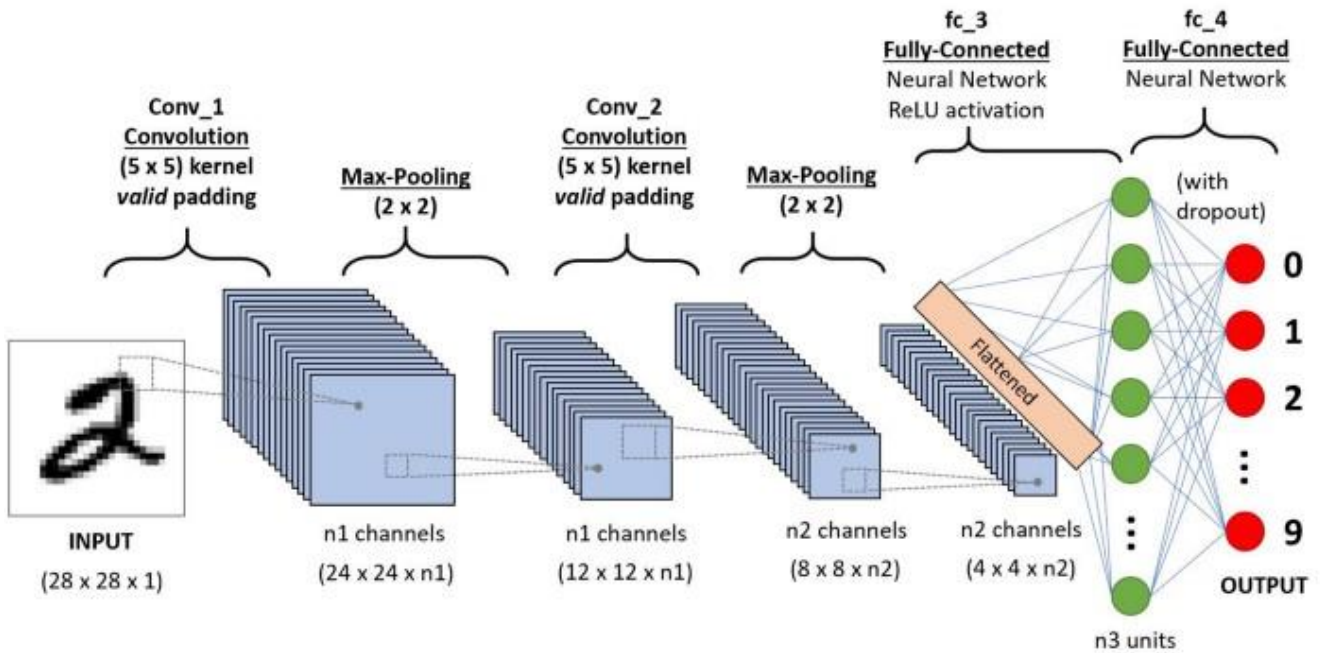 fc_3
Fully-Connected
Neural Network
ReLU activation
fc_4
Fully-Connected
Neural Network
Conv_1
Convolution
(5 x 5) kernel
valid padding
Max-Pooling
(2 x 2)
Conv_2
Convolution
(5 x 5) kernel
valid padding
Max-Pooling
(2 x 2)
(with
dropout)
Flattened
0
1
2
9
INPUT
(28 x 28 x 1)
n1 channels
(24 x 24 x n1)
n1 channels
(12 x 12 x n1)
n2 channels
(8 x 8 x n2)
n2 channels
(4 x 4 x n2)
OUTPUT
n3 units
2